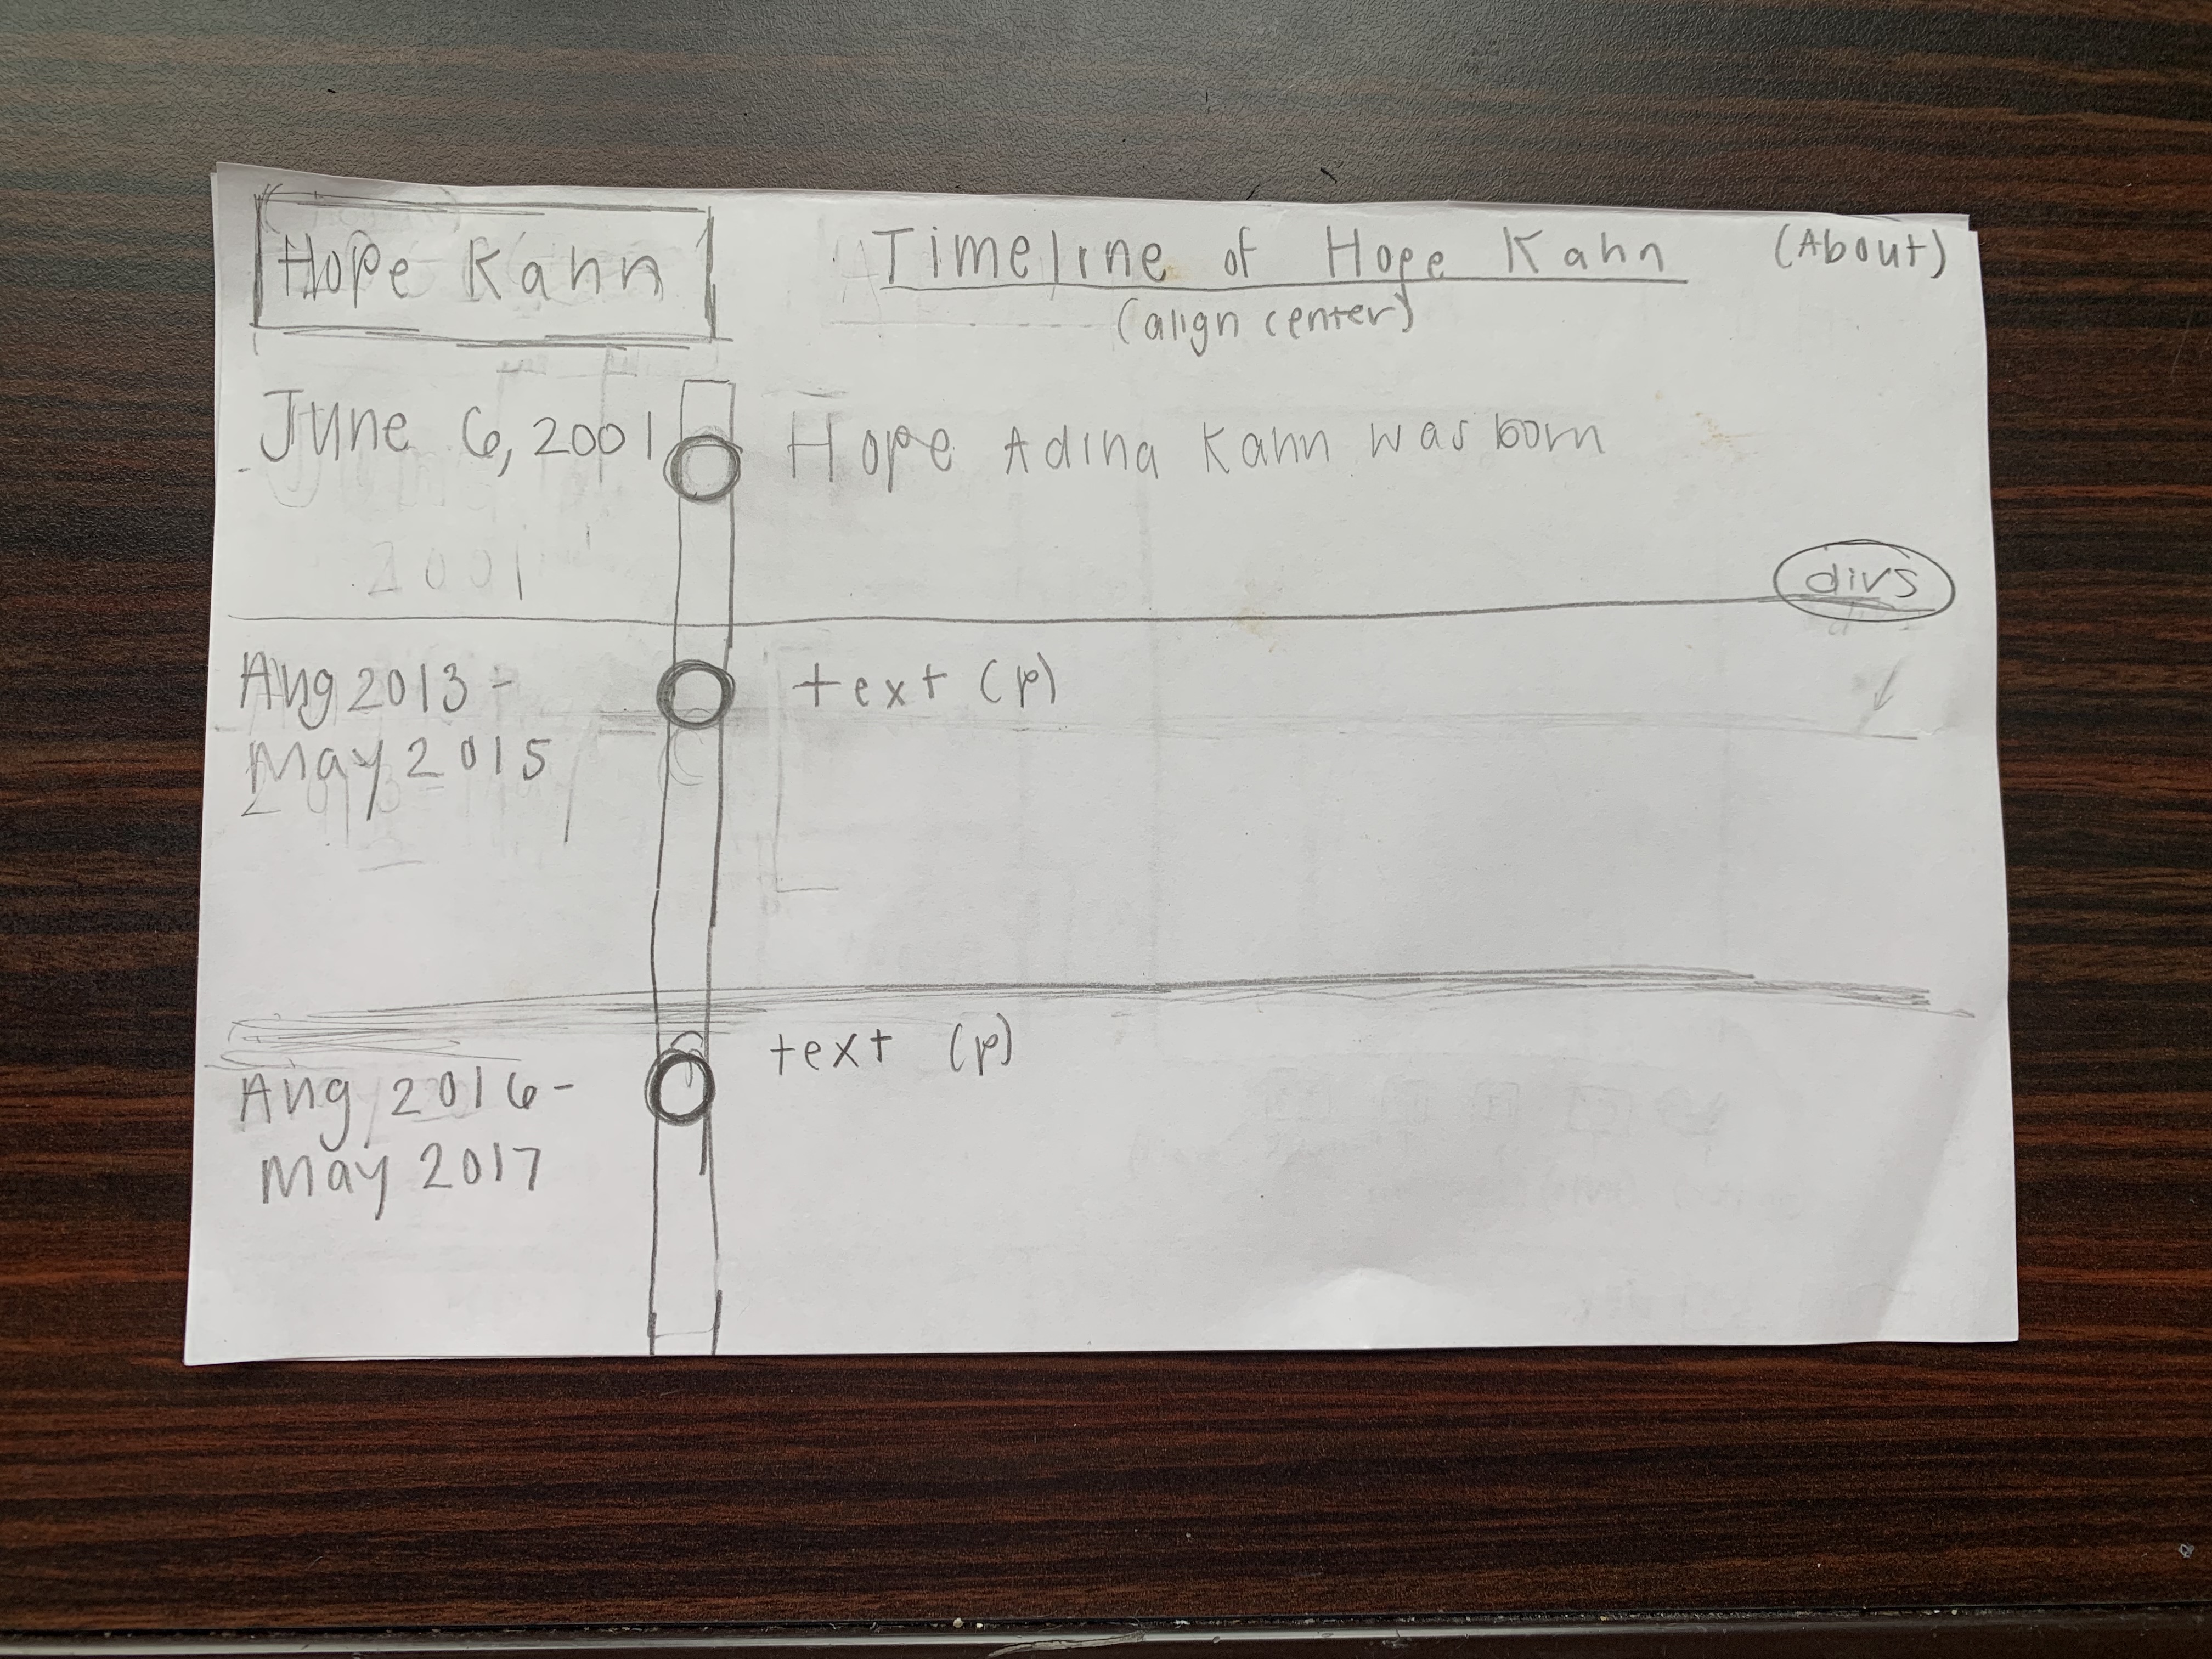 Hope Kahn
Timeline of Hope Kahn
(About)
(align center)
June 6, 2001
Hope Adina Kahn was born
2001
divs
Aug 2013 -
May 2015
text (p)
Aug 2016 -
May 2017
text (p)